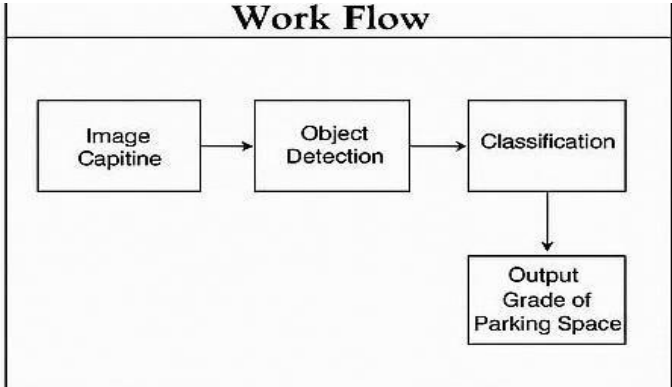 Work Flow
Image
Capitine
Object
Detection
Classification
Output
Grade of
Parking Space